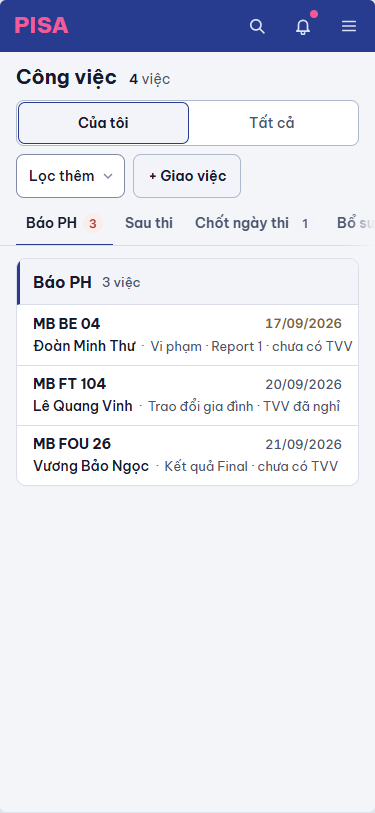 PISA
Công việc 4 việc
Của tôi Tất cả
Lọc thêm + Giao việc
Báo PH 3 Sau thi Chốt ngày thi 1 Bổ
Báo PH 3 việc
MB BE 04 17/09/2026
Đoàn Minh Thư · Vi phạm · Report 1 · chưa có TVV
MB FT 104 20/09/2026
Lê Quang Vinh · Trao đổi gia đình · TVV đã nghỉ
MB FOU 26 21/09/2026
Vương Bảo Ngọc · Kết quả Final · chưa có TVV